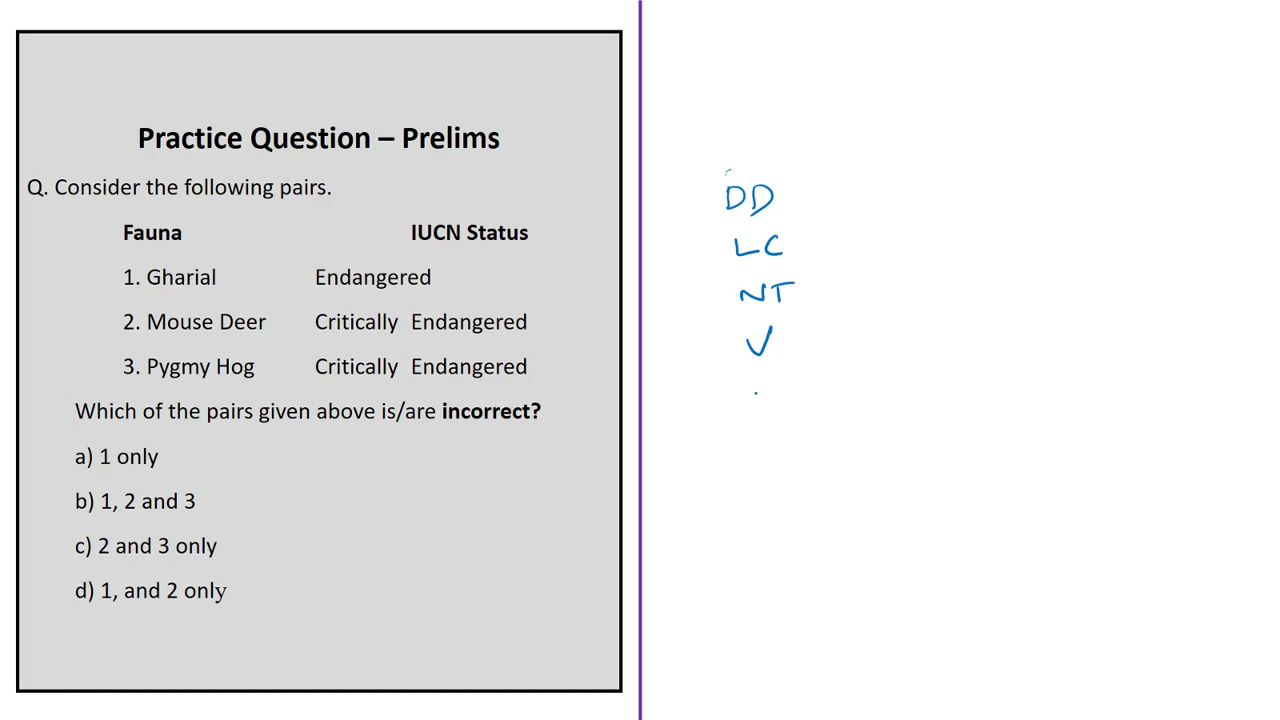 Practice Question – Prelims
Q. Consider the following pairs.
Fauna IUCN Status
1. Gharial Endangered
2. Mouse Deer Critically Endangered
3. Pygmy Hog Critically Endangered
Which of the pairs given above is/are incorrect?
a) 1 only
b) 1, 2 and 3
c) 2 and 3 only
d) 1, and 2 only
DD
LC
NT
V